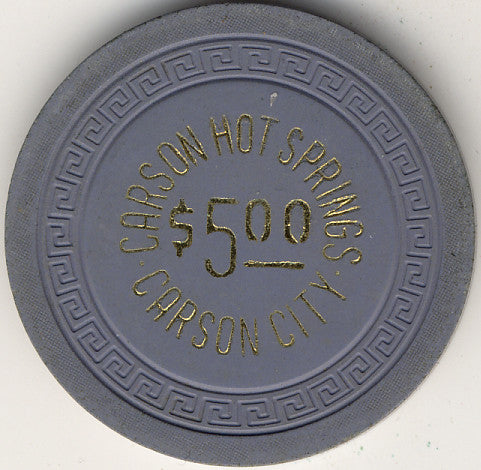 CARSON HOT SPRINGS
$5.00
· CARSON CITY ·